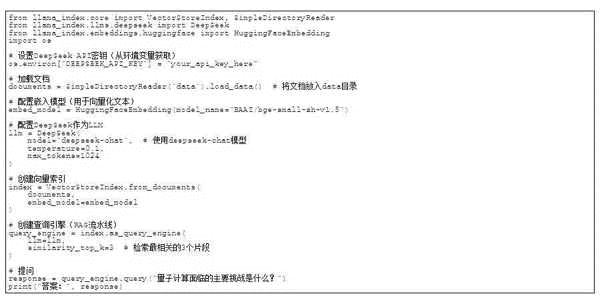 from llama_index.core import VectorStoreIndex, SimpleDirectoryReader
from llama_index.llms.deepseek import DeepSeek
from llama_index.embeddings.huggingface import HuggingFaceEmbedding
import os
# 设置DeepSeek API密钥（从环境变量获取）
os.environ["DEEPSEEK_API_KEY"] = "your_api_key_here"
# 加载文档
documents = SimpleDirectoryReader("data").load_data()  # 将文档放入data目录
# 配置嵌入模型（用于向量化文本）
embed_model = HuggingFaceEmbedding(model_name="BAAI/bge-small-zh-v1.5")
# 配置DeepSeek作为LLM
llm = DeepSeek(
    model="deepseek-chat",  # 使用deepseek-chat模型
    temperature=0.1,
    max_tokens=1024
)
# 创建向量索引
index = VectorStoreIndex.from_documents(
    documents,
    embed_model=embed_model
)
# 创建查询引擎（RAG流水线）
query_engine = index.as_query_engine(
    llm=llm,
    similarity_top_k=3  # 检索最相关的3个片段
)
# 提问
response = query_engine.query("量子计算面临的主要挑战是什么？")
print("答案：", response)